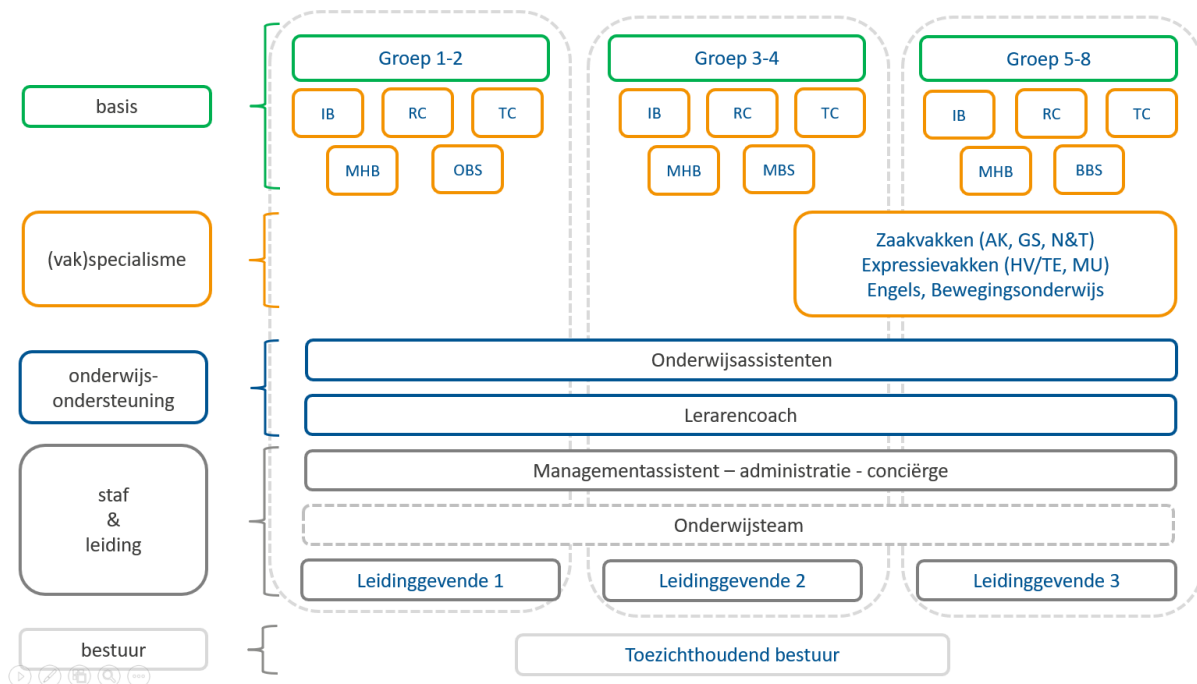 Groep 1-2
Groep 3-4
Groep 5-8
basis
IB
RC
TC
IB
RC
TC
IB
RC
TC
MHB
OBS
MHB
MBS
MHB
BBS
(vak)specialisme
Zaakvakken (AK, GS, N&T)
Expressievakken (HV/TE, MU)
Engels, Bewegingsonderwijs
onderwijs-
ondersteuning
Onderwijsassistenten
Lerarencoach
staf
&
leiding
Managementassistent – administratie - conciërge
Onderwijsteam
Leidinggevende 1
Leidinggevende 2
Leidinggevende 3
bestuur
Toezichthoudend bestuur